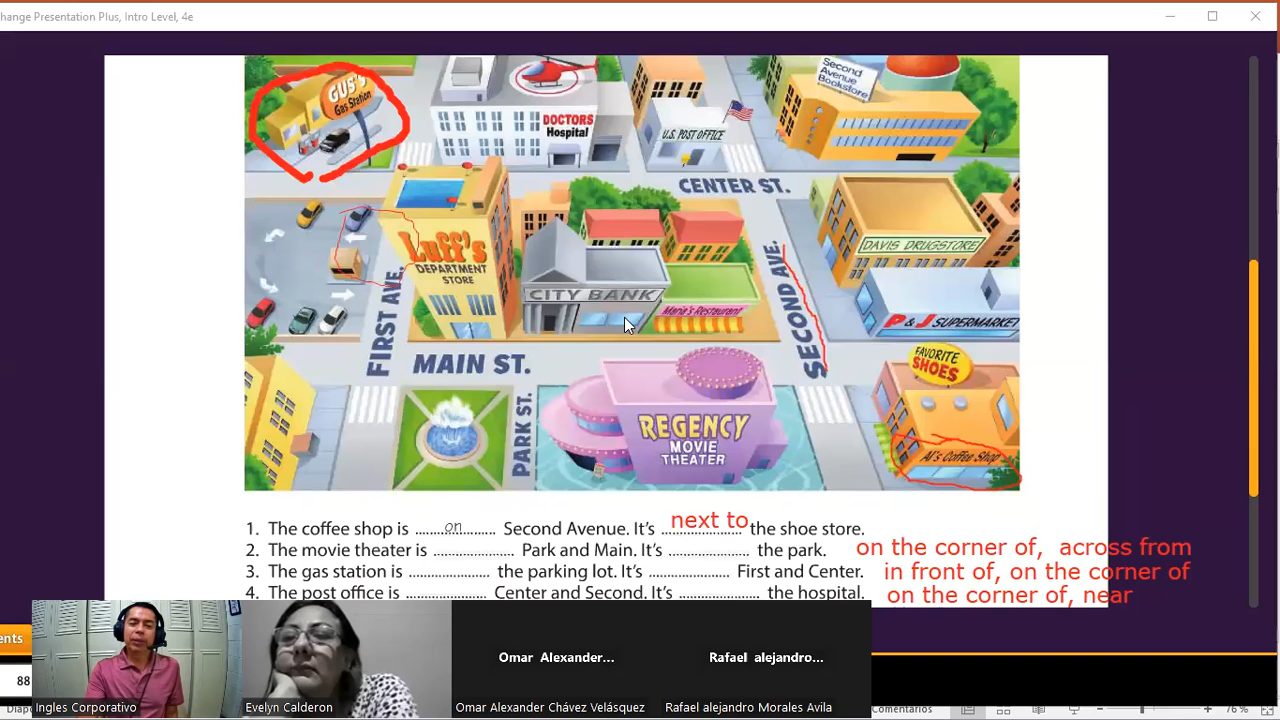 hange Presentation Plus, Intro Level, 4e
GUS'S
Gas Station
DOCTORS
Hospital
U.S. POST OFFICE
Second
Avenue
Bookstore
CENTER ST.
Luff's
DEPARTMENT
STORE
CITY BANK
Maria's Restaurant
DAVIS DRUGSTORE
P & J SUPERMARKET
FIRST AVE.
SECOND AVE.
MAIN ST.
FAVORITE
SHOES
PARK ST.
REGENCY
MOVIE
THEATER
Al's Coffee Shop
1. The coffee shop is ......on......... Second Avenue. It's next to the shoe store.
2. The movie theater is ..................... Park and Main. It's ..................... the park. on the corner of, across from
3. The gas station is ..................... the parking lot. It's ..................... First and Center. in front of, on the corner of
4. The post office is ..................... Center and Second. It's ..................... the hospital. on the corner of, near
ents
88
Omar Alexander...
Rafael alejandro...
Ingles Corporativo
Evelyn Calderon
Omar Alexander Chávez Velásquez
Rafael alejandro Morales Avila
Diapo
Comentarios
76 %